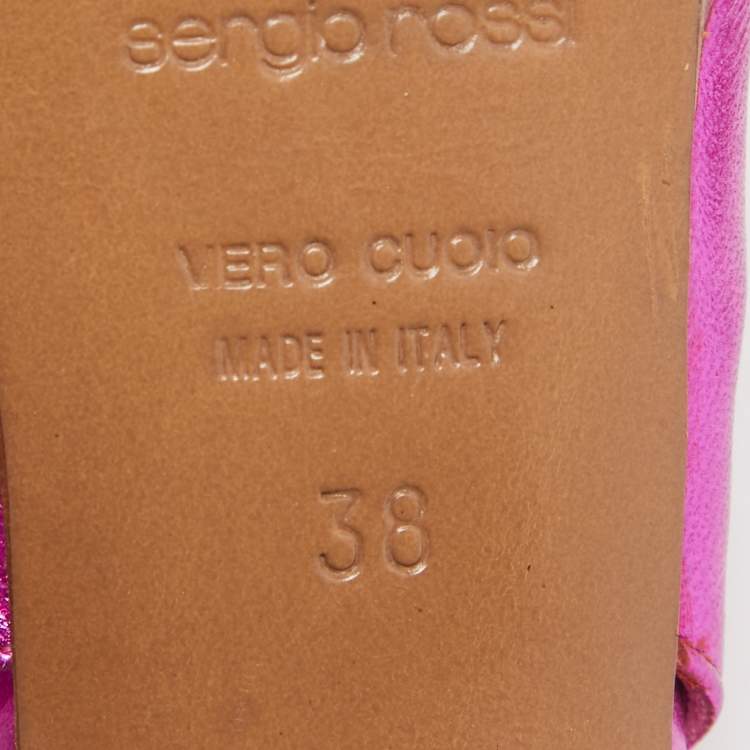 sergio rossi
VERO CUOIO
MADE IN ITALY
38